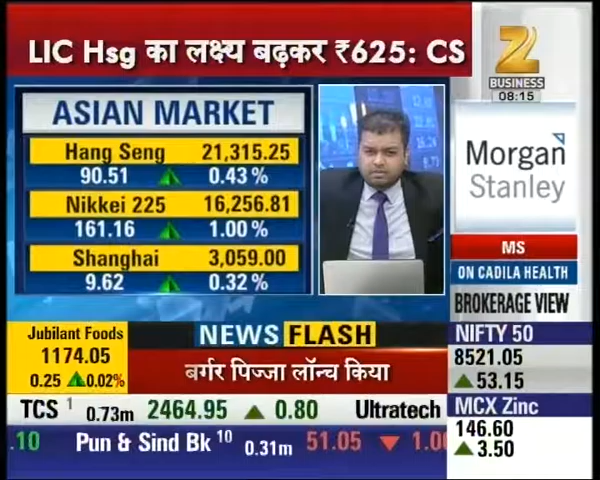 LIC Hsg का लक्ष्य बढ़कर ₹625: CS
Z
BUSINESS
08:15
ASIAN MARKET
Hang Seng 21,315.25
90.51 0.43 %
Nikkei 225 16,256.81
161.16 1.00 %
Shanghai 3,059.00
9.62 0.32 %
Morgan
Stanley
MS
ON CADILA HEALTH
BROKERAGE VIEW
Jubilant Foods
1174.05
0.25 0.02%
NEWS FLASH
बर्गर पिज्जा लॉन्च किया
NIFTY 50
8521.05
53.15
TCS 1 0.73m 2464.95 0.80 Ultratech
MCX Zinc
146.60
3.50
.10 Pun & Sind Bk 10 0.31m 51.05 1.0